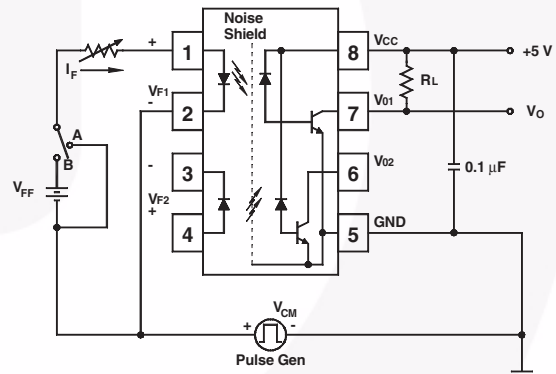 Noise
Shield
+
1
8
VCC
+5 V
IF
VF1
-
2
RL
7
V01
VO
A
B
-
3
6
V02
VFF
VF2
+
0.1 μF
4
5
GND
VCM
+
-
Pulse Gen